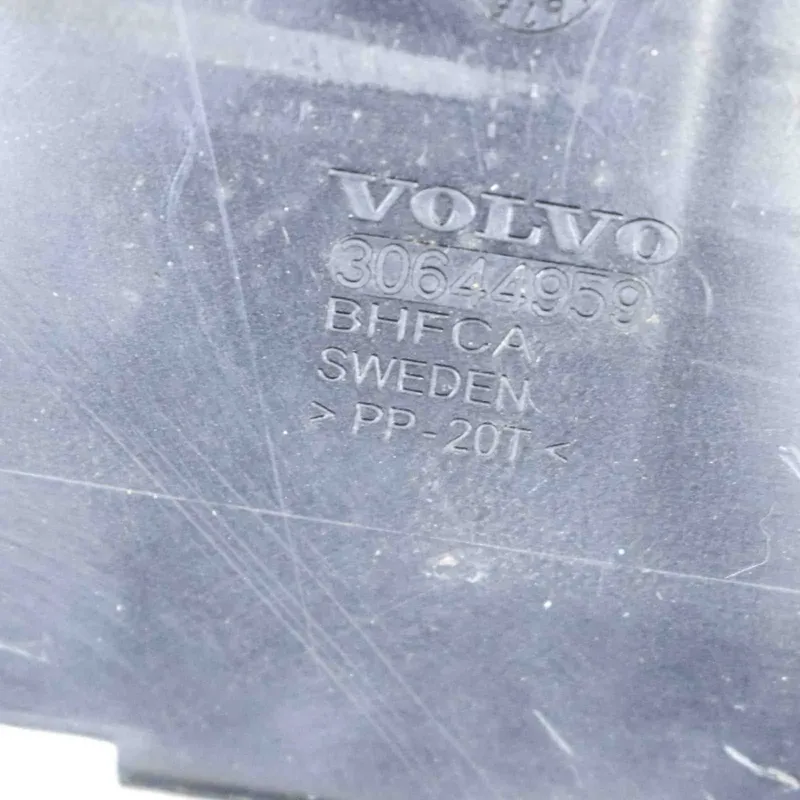 VOLVO
30644959
BHFCA
SWEDEN
> PP-20T <